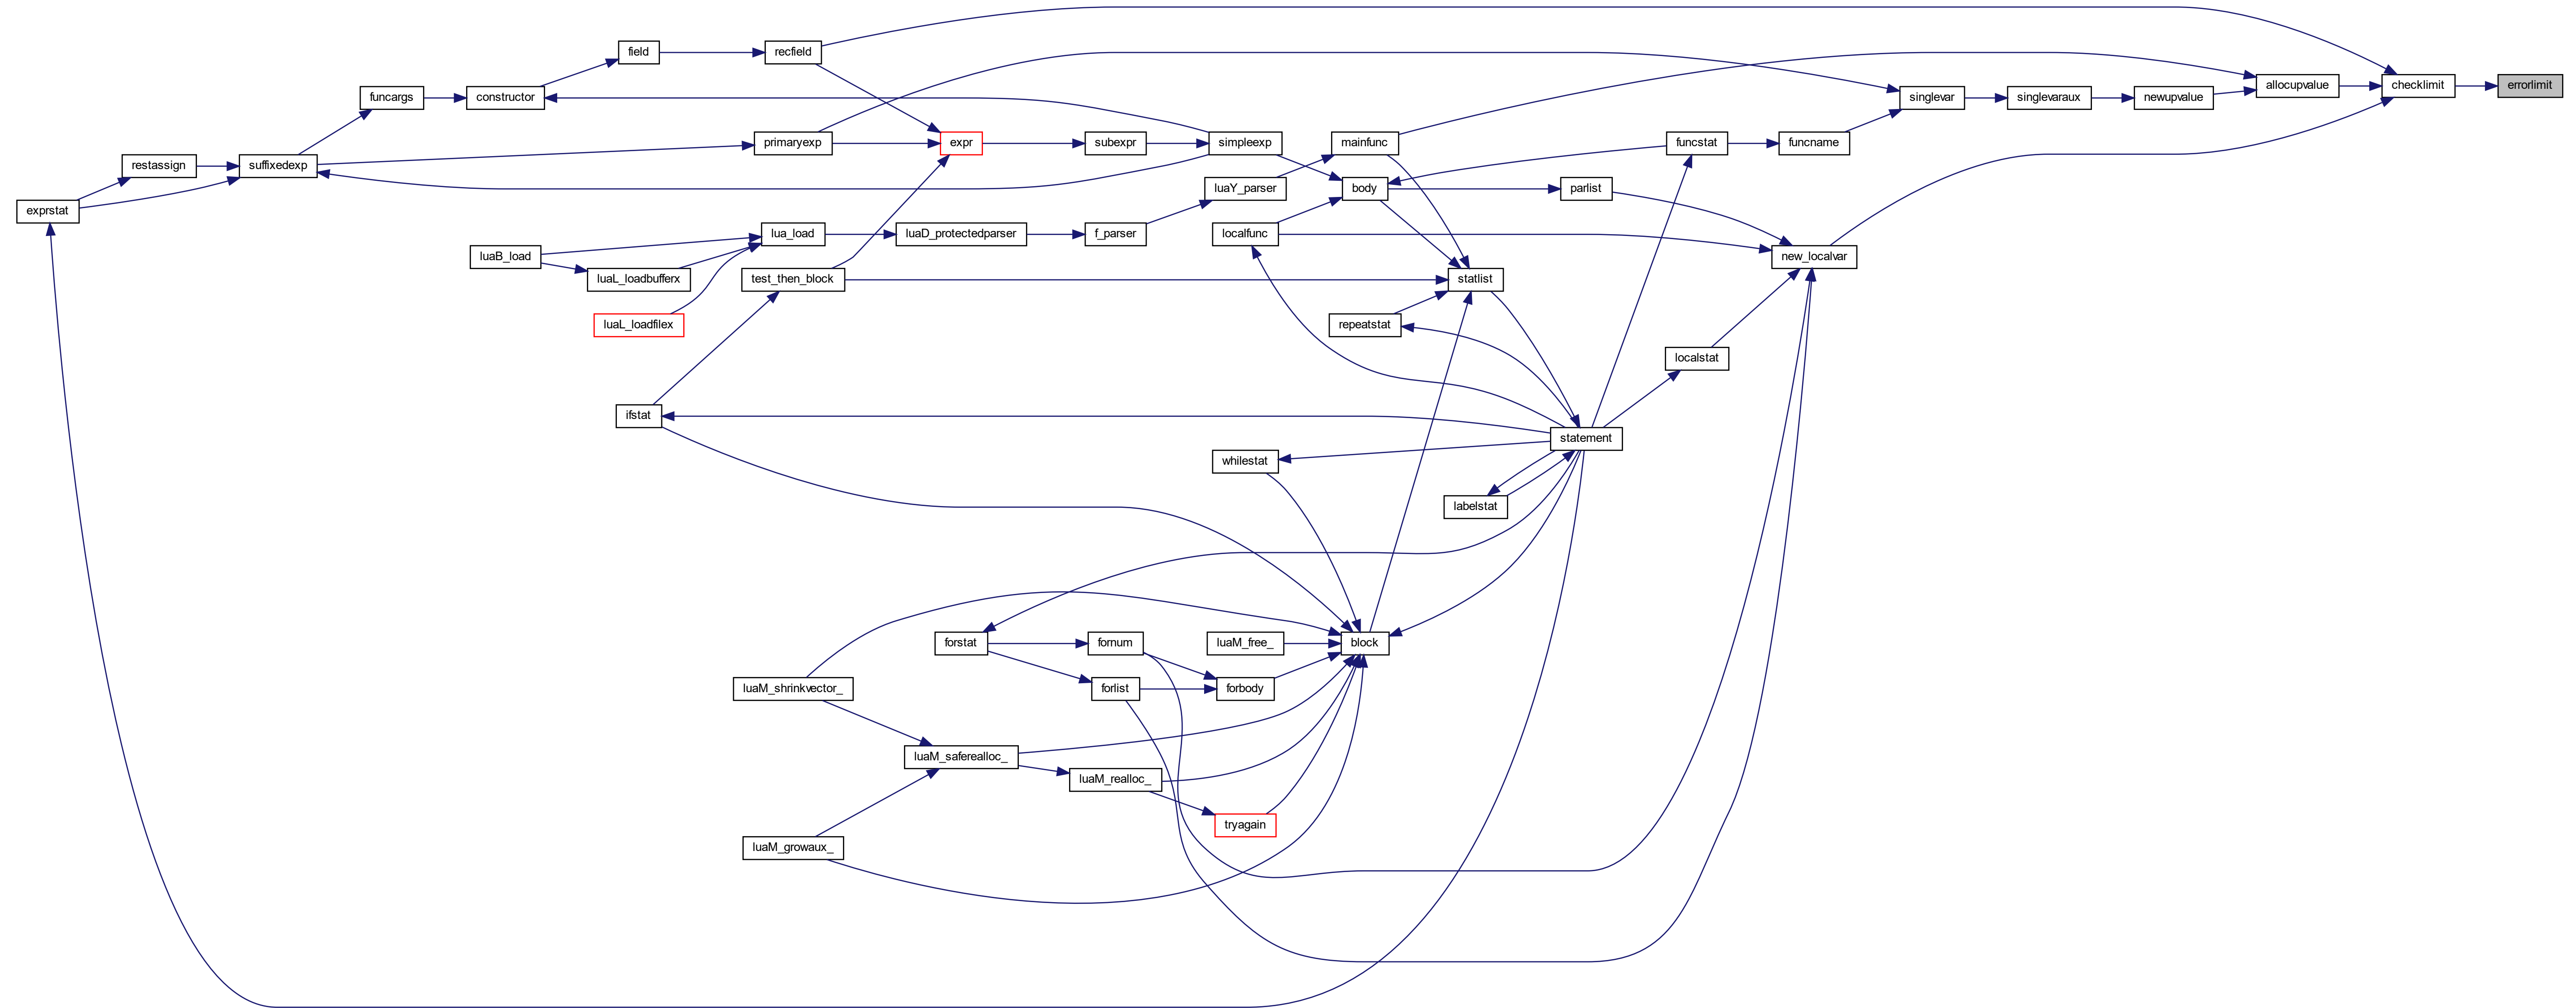 field
recfield
funcargs
constructor
singlevar
singlevaraux
newupvalue
allocupvalue
checklimit
errorlimit
restassign
suffixedexp
primaryexp
expr
subexpr
simpleexp
mainfunc
funcstat
funcname
exprstat
luaY_parser
body
parlist
luaB_load
lua_load
luaD_protectedparser
f_parser
localfunc
new_localvar
luaL_loadbufferx
test_then_block
statlist
luaL_loadfilex
repeatstat
localstat
ifstat
statement
whilestat
labelstat
forstat
fornum
luaM_free_
block
luaM_shrinkvector_
forlist
forbody
luaM_saferealloc_
luaM_realloc_
tryagain
luaM_growaux_